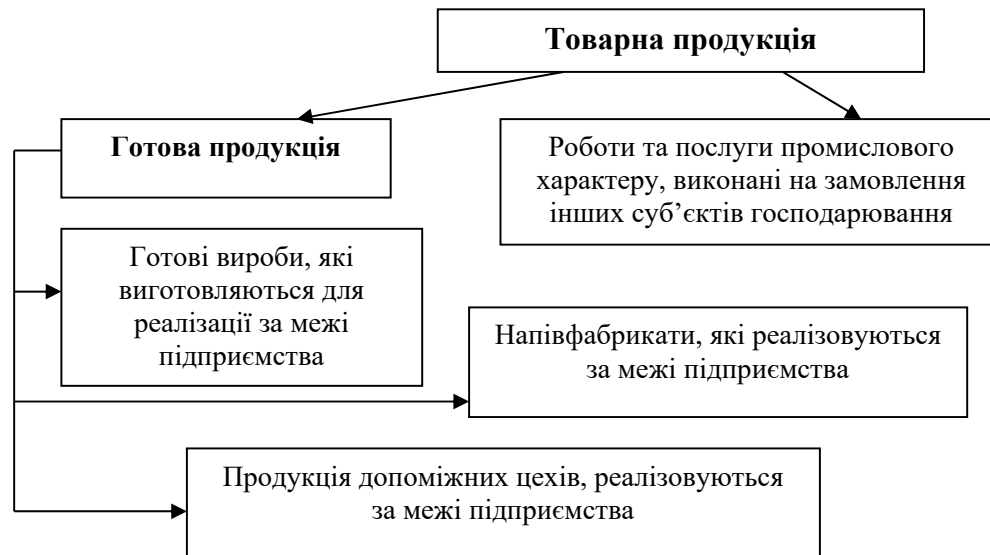 Товарна продукція
Готова продукція
Роботи та послуги промислового
характеру, виконані на замовлення
інших суб’єктів господарювання
Готові вироби, які
виготовляються для
реалізації за межі
підприємства
Напівфабрикати, які реалізовуються
за межі підприємства
Продукція допоміжних цехів, реалізовуються
за межі підприємства